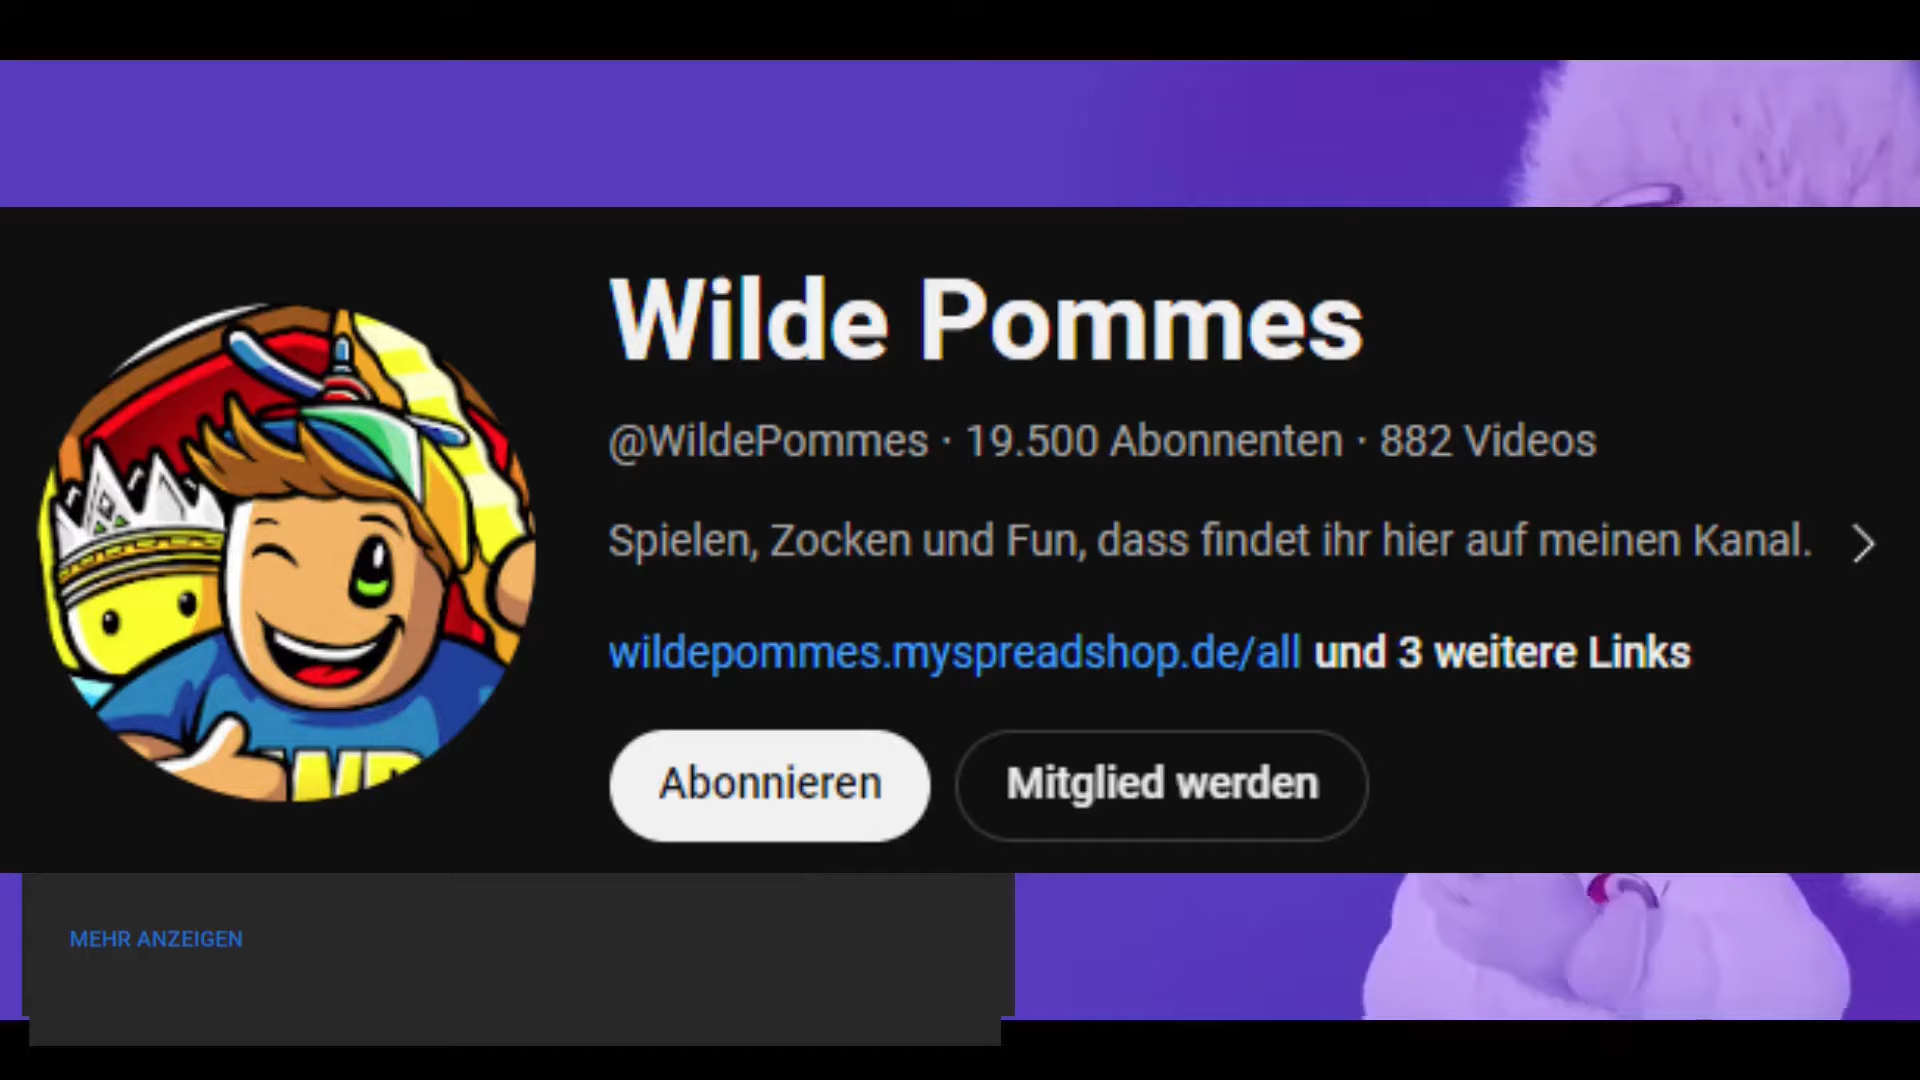 Wilde Pommes
@WildePommes · 19.500 Abonnenten · 882 Videos
Spielen, Zocken und Fun, dass findet ihr hier auf meinen Kanal.
wildepommes.myspreadshop.de/all und 3 weitere Links
Abonnieren
Mitglied werden
MEHR ANZEIGEN